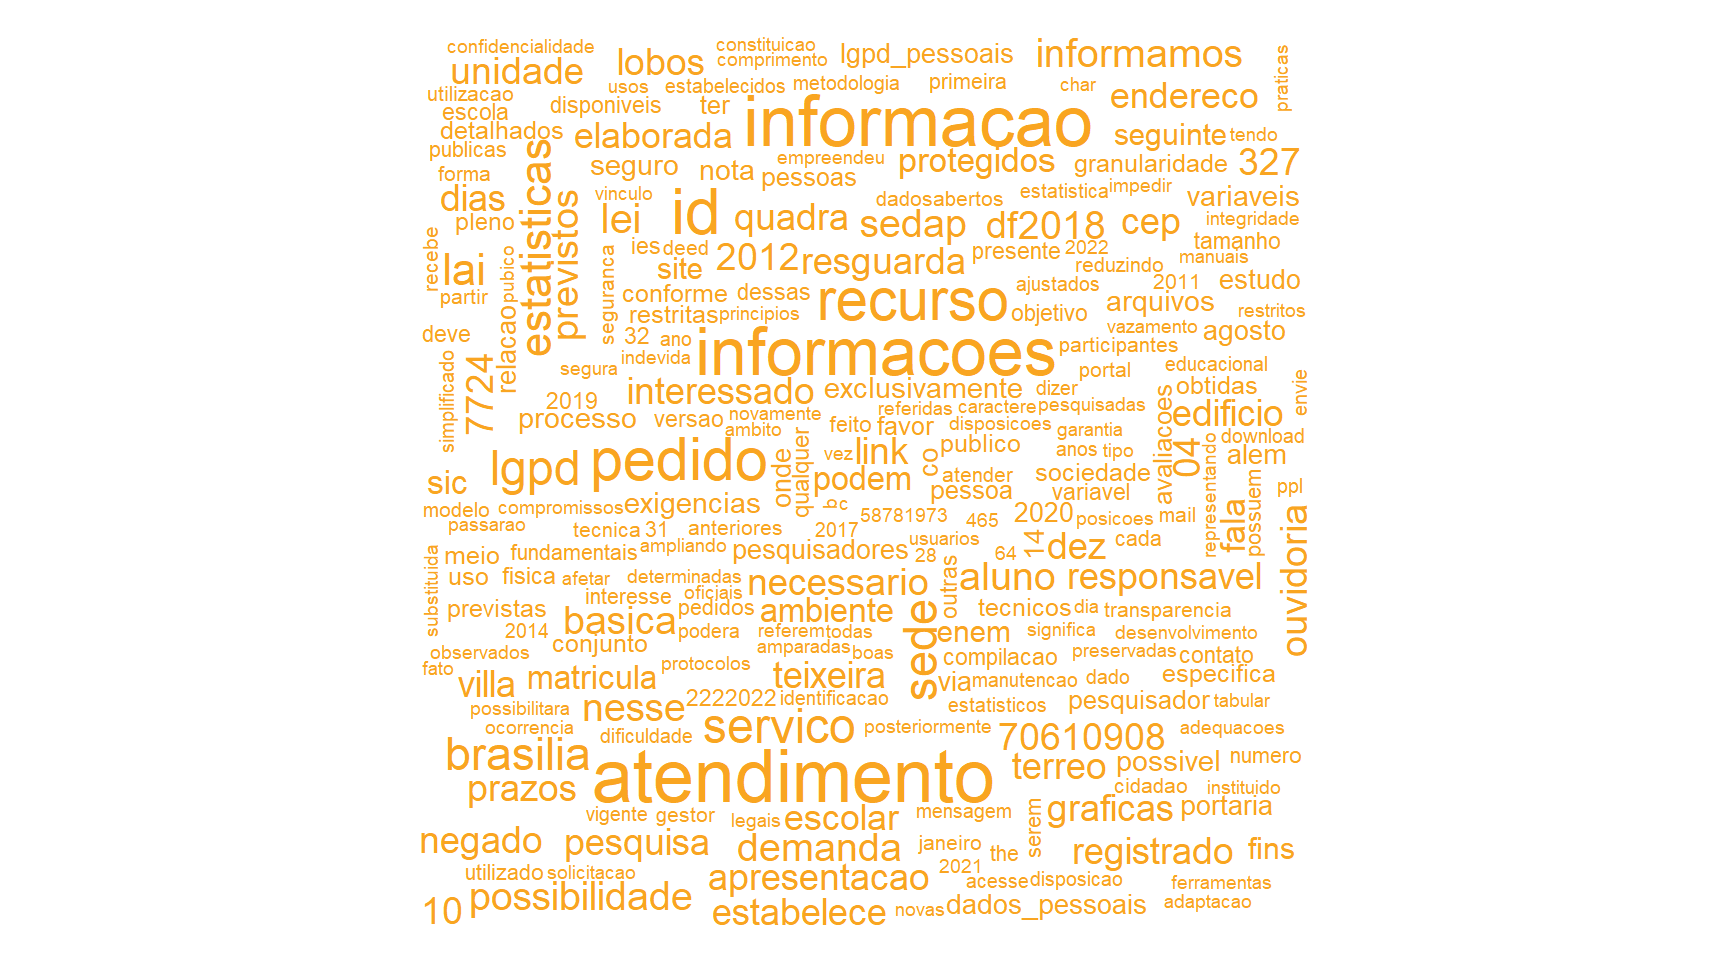 confidencialidade constituicao lgpd_pessoais informamos
unidade lobos comprimento
utilizacao usos estabelecidos metodologia primeira char endereco praticas
escola disponiveis ter informacao
detalhados elaborada seguinte tendo
publicas estatisticas seguro nota empreendeu protegidos granularidade 327
forma pessoas
dias previstos vinculo id dadosabertos estatistica impedir variaveis
pleno lei quadra sedap df2018 cep integridade
recebe lai pubico ies deed 2012 resguarda presente 2022 tamanho
seguranca site reduzindo manuais
partir relacao conforme dessas recurso ajustados 2011 estudo
restritas principios objetivo arquivos restritos
deve 32 ano vazamento agosto
simplificado 7724 segura indevida informacoes participantes educacional
interessado exclusivamente dizer portal obtidas envie
2019 versao novamente referidas caractere pesquisadas edificio
processo ambito feito favor disposicoes garantia avaliacoes 04 download
lgpd pedido onde qualquer vez link co publico anos tipo representando alem
sic podem atender sociedade possuem ppl
modelo compromissos exigencias bc pessoa variavel
passarao tecnica 31 anteriores 2017 58781973 465 2020 posicoes mail fala ouvidoria
meio fundamentais ampliando pesquisadores usuarios 28 64 14 dez cada
substituida uso fisica afetar determinadas necessario outras aluno responsavel
previstas interesse oficiais pedidos ambiente sede tecnicos dia transparencia
2014 basica podera referem todas enem significa desenvolvimento
observados conjunto amparadas boas compilacao preservadas contato
fato protocolos teixeira via manutencao dado especifica
villa matricula 2222022 identificacao estatisticos pesquisador tabular
possibilitara nesse
ocorrencia dificuldade servico posteriormente 70610908 adequacoes
brasilia atendimento terreo possivel numero
prazos cidadao instituido
vigente gestor legais escolar mensagem serem graficas portaria
negado pesquisa demanda janeiro the registrado fins
utilizado solicitacao apresentacao 2021 acesse disposicao ferramentas
10 possibilidade estabelece novas dados_pessoais adaptacao